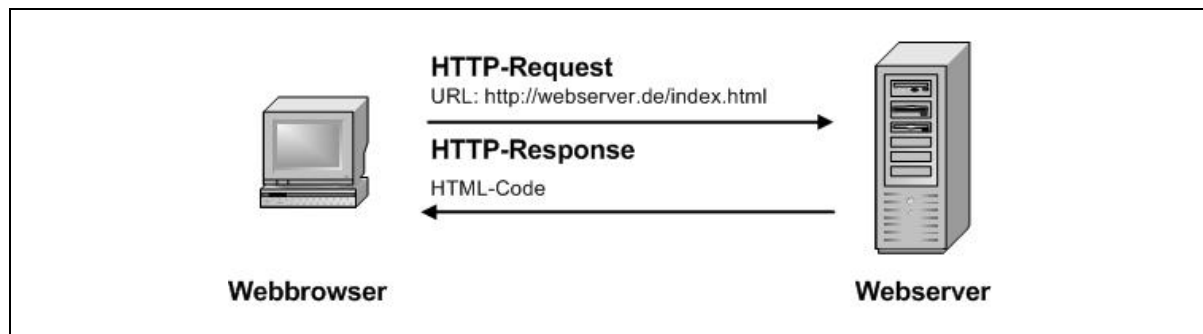 HTTP-Request
URL: http://webserver.de/index.html
HTTP-Response
HTML-Code
Webbrowser
Webserver